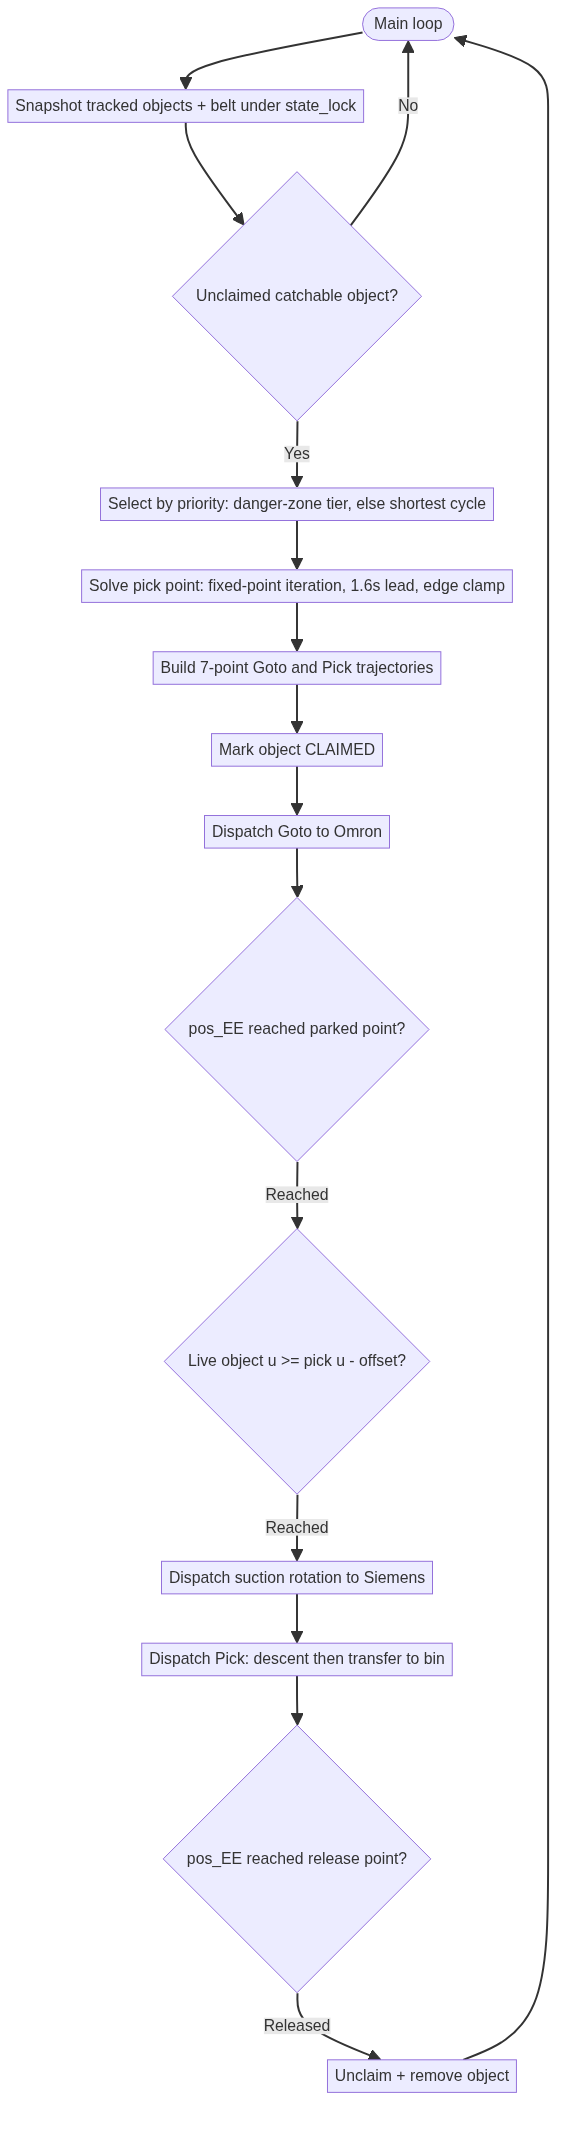 Main loop
Snapshot tracked objects + belt under state_lock
No
Unclaimed catchable object?
Yes
Select by priority: danger-zone tier, else shortest cycle
Solve pick point: fixed-point iteration, 1.6s lead, edge clamp
Build 7-point Goto and Pick trajectories
Mark object CLAIMED
Dispatch Goto to Omron
pos_EE reached parked point?
Reached
Live object u >= pick u - offset?
Reached
Dispatch suction rotation to Siemens
Dispatch Pick: descent then transfer to bin
pos_EE reached release point?
Released
Unclaim + remove object